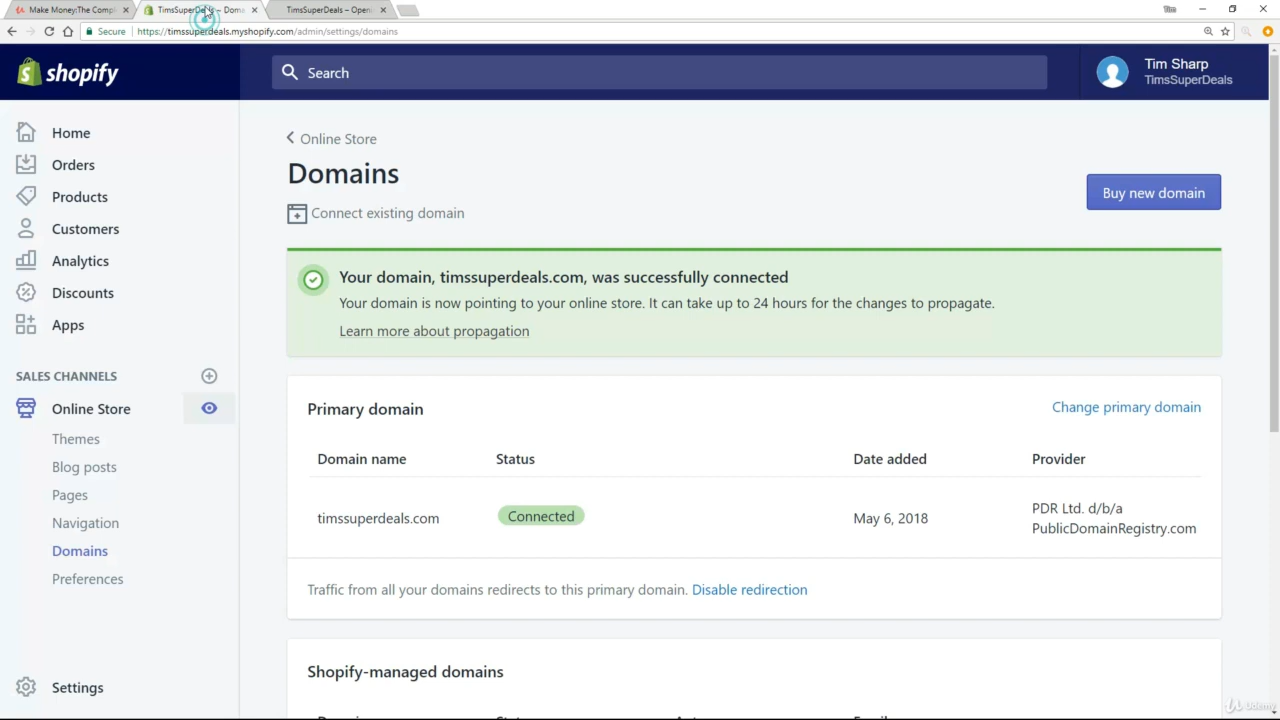 Make Money:The Compl
TimsSuperDeals – Doma
TimsSuperDeals – Openi
Tim
Secure
https://timssuperdeals.myshopify.com/admin/settings/domains
shopify
Search
Tim Sharp
TimsSuperDeals
Home
Orders
Products
Customers
Analytics
Discounts
Apps
SALES CHANNELS
Online Store
Themes
Blog posts
Pages
Navigation
Domains
Preferences
Settings
Online Store
Domains
Connect existing domain
Buy new domain
Your domain, timssuperdeals.com, was successfully connected
Your domain is now pointing to your online store. It can take up to 24 hours for the changes to propagate.
Learn more about propagation
Primary domain
Change primary domain
Domain name Status Date added Provider
timssuperdeals.com Connected May 6, 2018 PDR Ltd. d/b/a
PublicDomainRegistry.com
Traffic from all your domains redirects to this primary domain. Disable redirection
Shopify-managed domains
Udemy